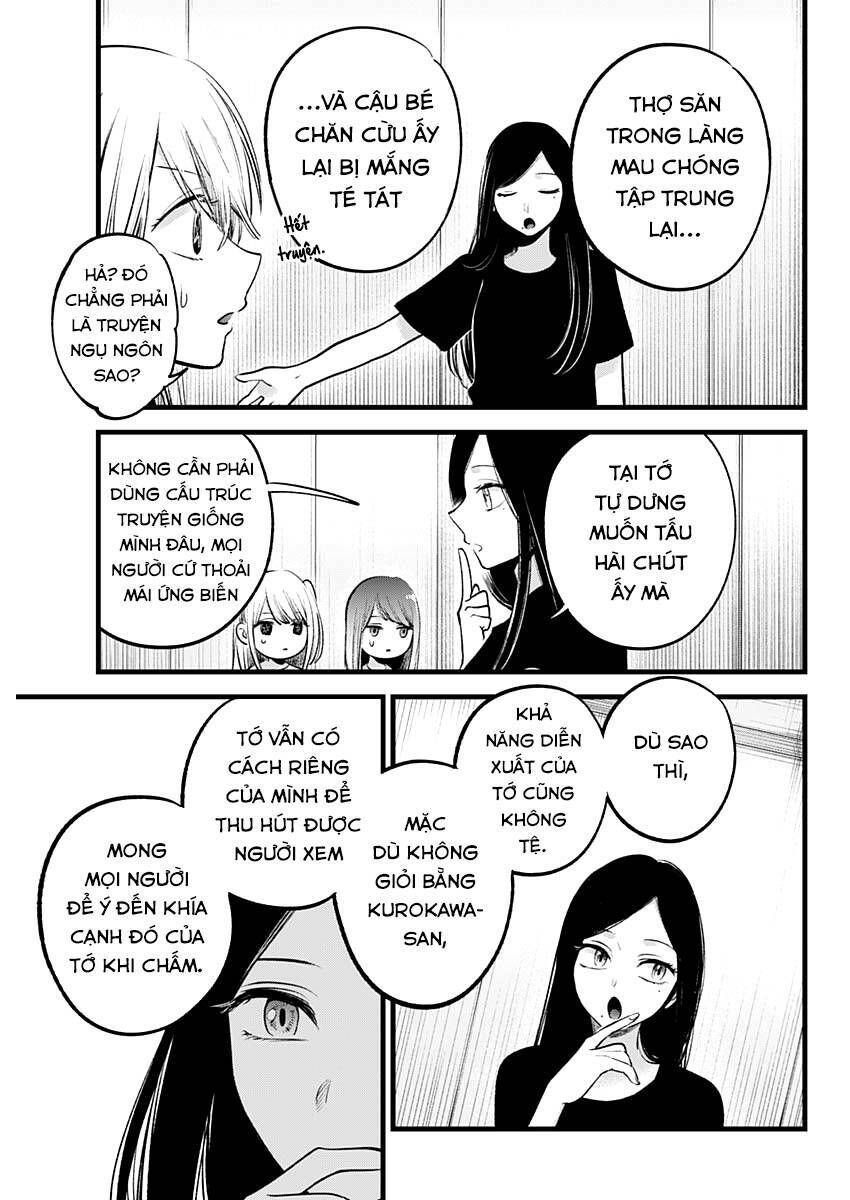 THỢ SĂN
TRONG LÀNG
MAU CHÓNG
TẬP TRUNG
LẠI...
...VÀ CẬU BÉ
CHĂN CỪU ẤY
LẠI BỊ MẮNG
TÉ TÁT
Hết
truyện.
HẢ? ĐÓ
CHẲNG PHẢI
LÀ TRUYỆN
NGỤ NGÔN
SAO?
TẠI TỚ
TỰ DƯNG
MUỐN TẤU
HÀI CHÚT
ẤY MÀ
KHÔNG CẦN PHẢI
DÙNG CẤU TRÚC
TRUYỆN GIỐNG
MÌNH ĐÂU, MỌI
NGƯỜI CỨ THOẢI
MÁI ỨNG BIẾN
DÙ SAO
THÌ,
KHẢ
NĂNG DIỄN
XUẤT CỦA
TỚ CŨNG
KHÔNG
TỆ.
MẶC
DÙ KHÔNG
GIỎI BẰNG
KUROKAWA-
SAN,
TỚ VẪN CÓ
CÁCH RIÊNG
CỦA MÌNH ĐỂ
THU HÚT ĐƯỢC
NGƯỜI XEM
MONG
MỌI NGƯỜI
ĐỂ Ý ĐẾN KHÍA
CẠNH ĐÓ CỦA
TỚ KHI CHẤM.